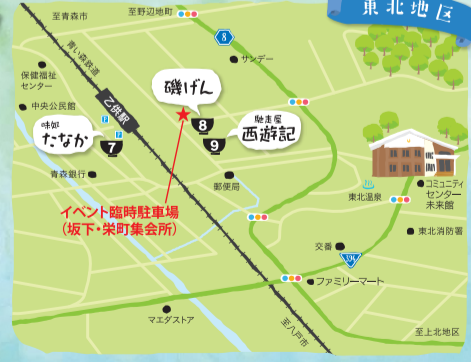 東北地区
至青森市
至野辺地町
8
サンデー
青い森鉄道
保健福祉
センター
磯げん
中央公民館
乙供駅
P
8
味処
たなか
7
P
9
馳走屋
西遊記
青森銀行
郵便局
イベント臨時駐車場
(坂下・栄町集会所)
東北温泉
コミュニティ
センター
未来館
東北消防署
交番
394
ファミリーマート
マエダストア
至八戸市
至上北地区